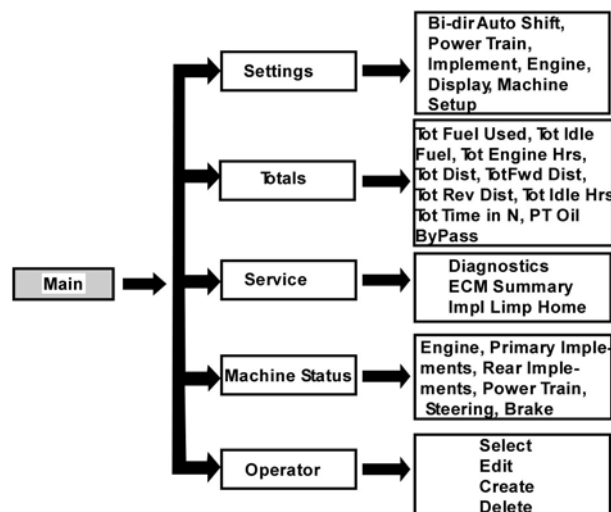 Main
Settings
Bi-dir Auto Shift,
Power Train,
Implement, Engine,
Display, Machine
Setup
Totals
Tot Fuel Used, Tot Idle
Fuel, Tot Engine Hrs,
Tot Dist, TotFwd Dist,
Tot Rev Dist, Tot Idle Hrs
Tot Time in N, PT Oil
ByPass
Service
Diagnostics
ECM Summary
Impl Limp Home
Machine Status
Engine, Primary Imple-
ments, Rear Imple-
ments, Power Train,
Steering, Brake
Operator
Select
Edit
Create
Delete